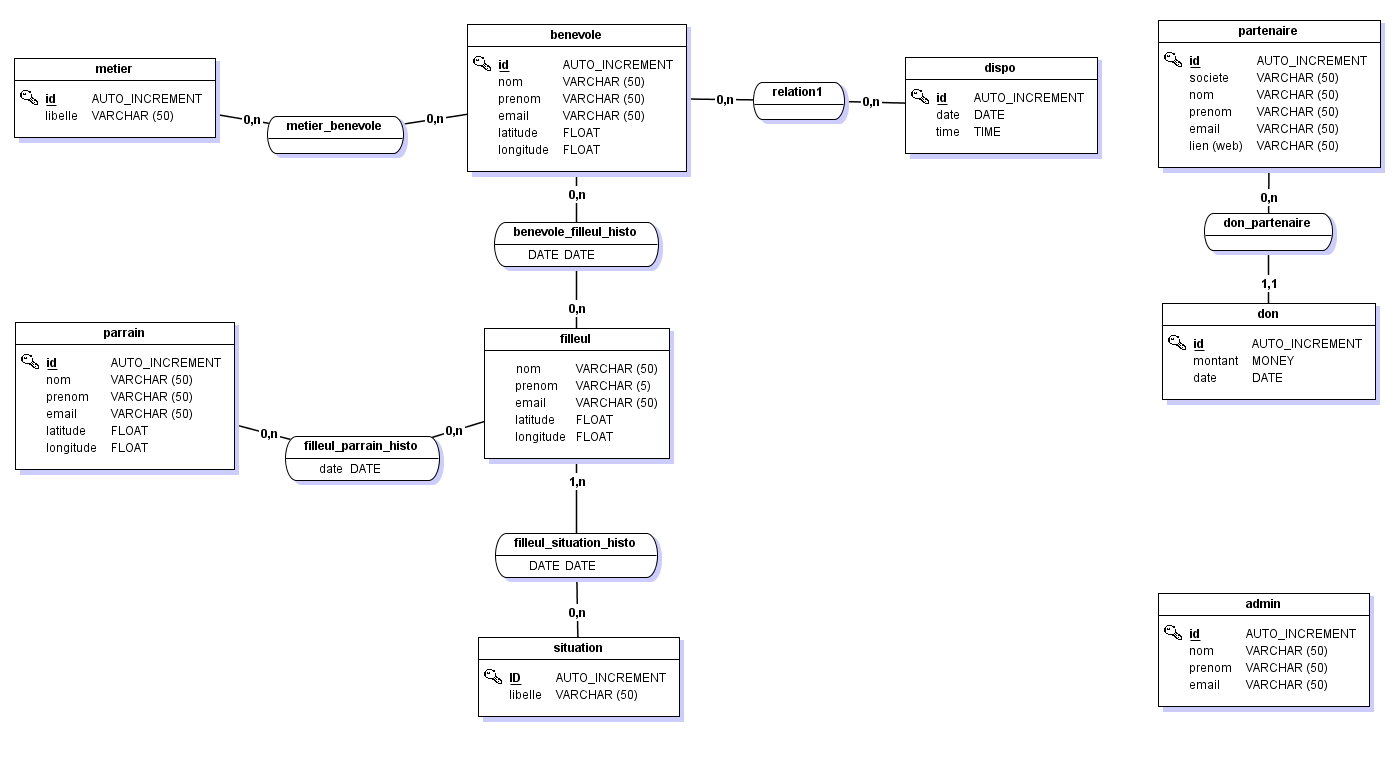 metier
id AUTO_INCREMENT
libelle VARCHAR (50)
0,n
metier_benevole
0,n
benevole
id AUTO_INCREMENT
nom VARCHAR (50)
prenom VARCHAR (50)
email VARCHAR (50)
latitude FLOAT
longitude FLOAT
0,n
relation1
0,n
dispo
id AUTO_INCREMENT
date DATE
time TIME
partenaire
id AUTO_INCREMENT
societe VARCHAR (50)
nom VARCHAR (50)
prenom VARCHAR (50)
email VARCHAR (50)
lien (web) VARCHAR (50)
0,n
don_partenaire
1,1
don
id AUTO_INCREMENT
montant MONEY
date DATE
0,n
benevole_filleul_histo
DATE DATE
0,n
parrain
id AUTO_INCREMENT
nom VARCHAR (50)
prenom VARCHAR (50)
email VARCHAR (50)
latitude FLOAT
longitude FLOAT
0,n
filleul_parrain_histo
date DATE
0,n
filleul
nom VARCHAR (50)
prenom VARCHAR (5)
email VARCHAR (50)
latitude FLOAT
longitude FLOAT
1,n
filleul_situation_histo
DATE DATE
0,n
situation
ID AUTO_INCREMENT
libelle VARCHAR (50)
admin
id AUTO_INCREMENT
nom VARCHAR (50)
prenom VARCHAR (50)
email VARCHAR (50)